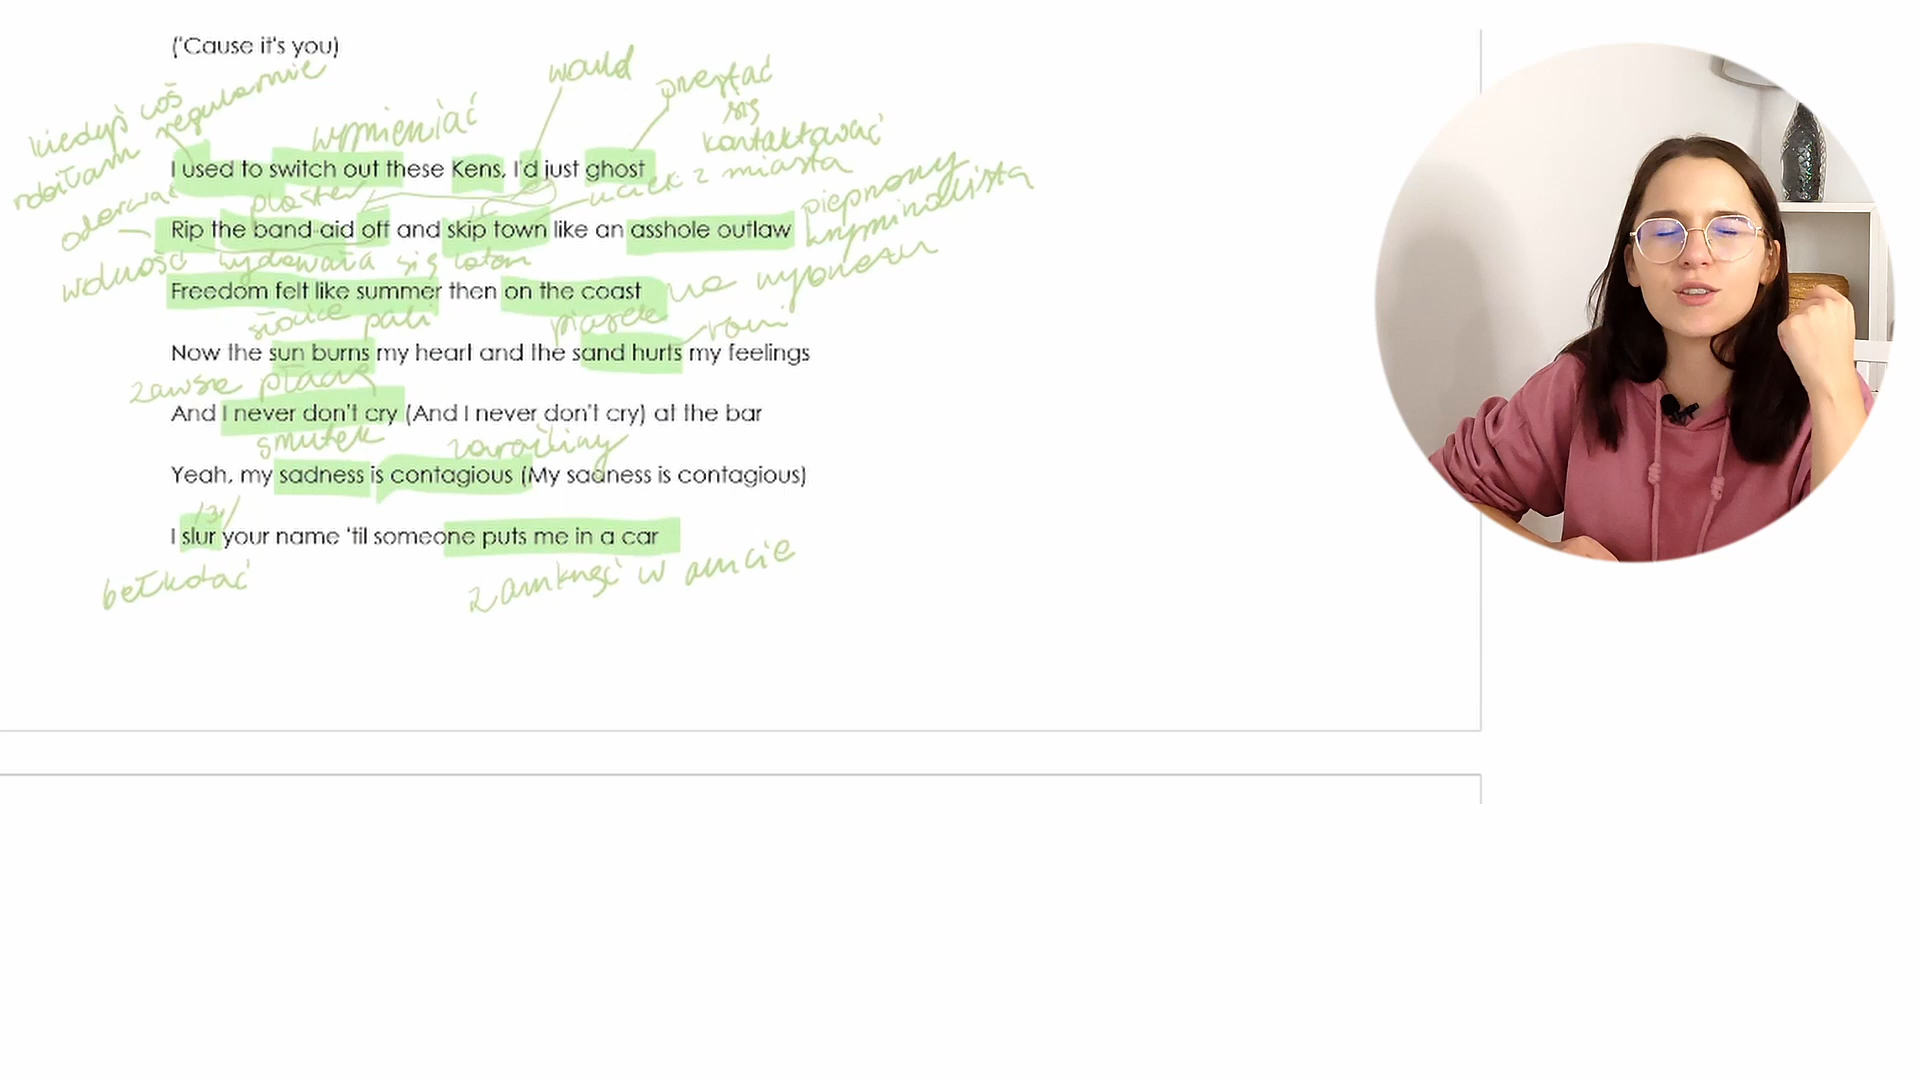 ('Cause it's you)
would
przestać
kiedyś coś
regularnie
się
wymieniać
kontaktować
robiłam
I used to switch out these Kens, I'd just ghost
oderwać
plaster
uciec z miasta
pieprzony
kryminalista
Rip the band-aid off and skip town like an asshole outlaw
wolność wydawała się latem
na wybrzeżu
Freedom felt like summer then on the coast
słońce pali
piasek
rani
Now the sun burns my heart and the sand hurts my feelings
zawsze płaczę
And I never don't cry (And I never don't cry) at the bar
smutek
zaraźliwy
Yeah, my sadness is contagious (My sadness is contagious)
I slur your name 'til someone puts me in a car
bełkotać
zamknąć w aucie